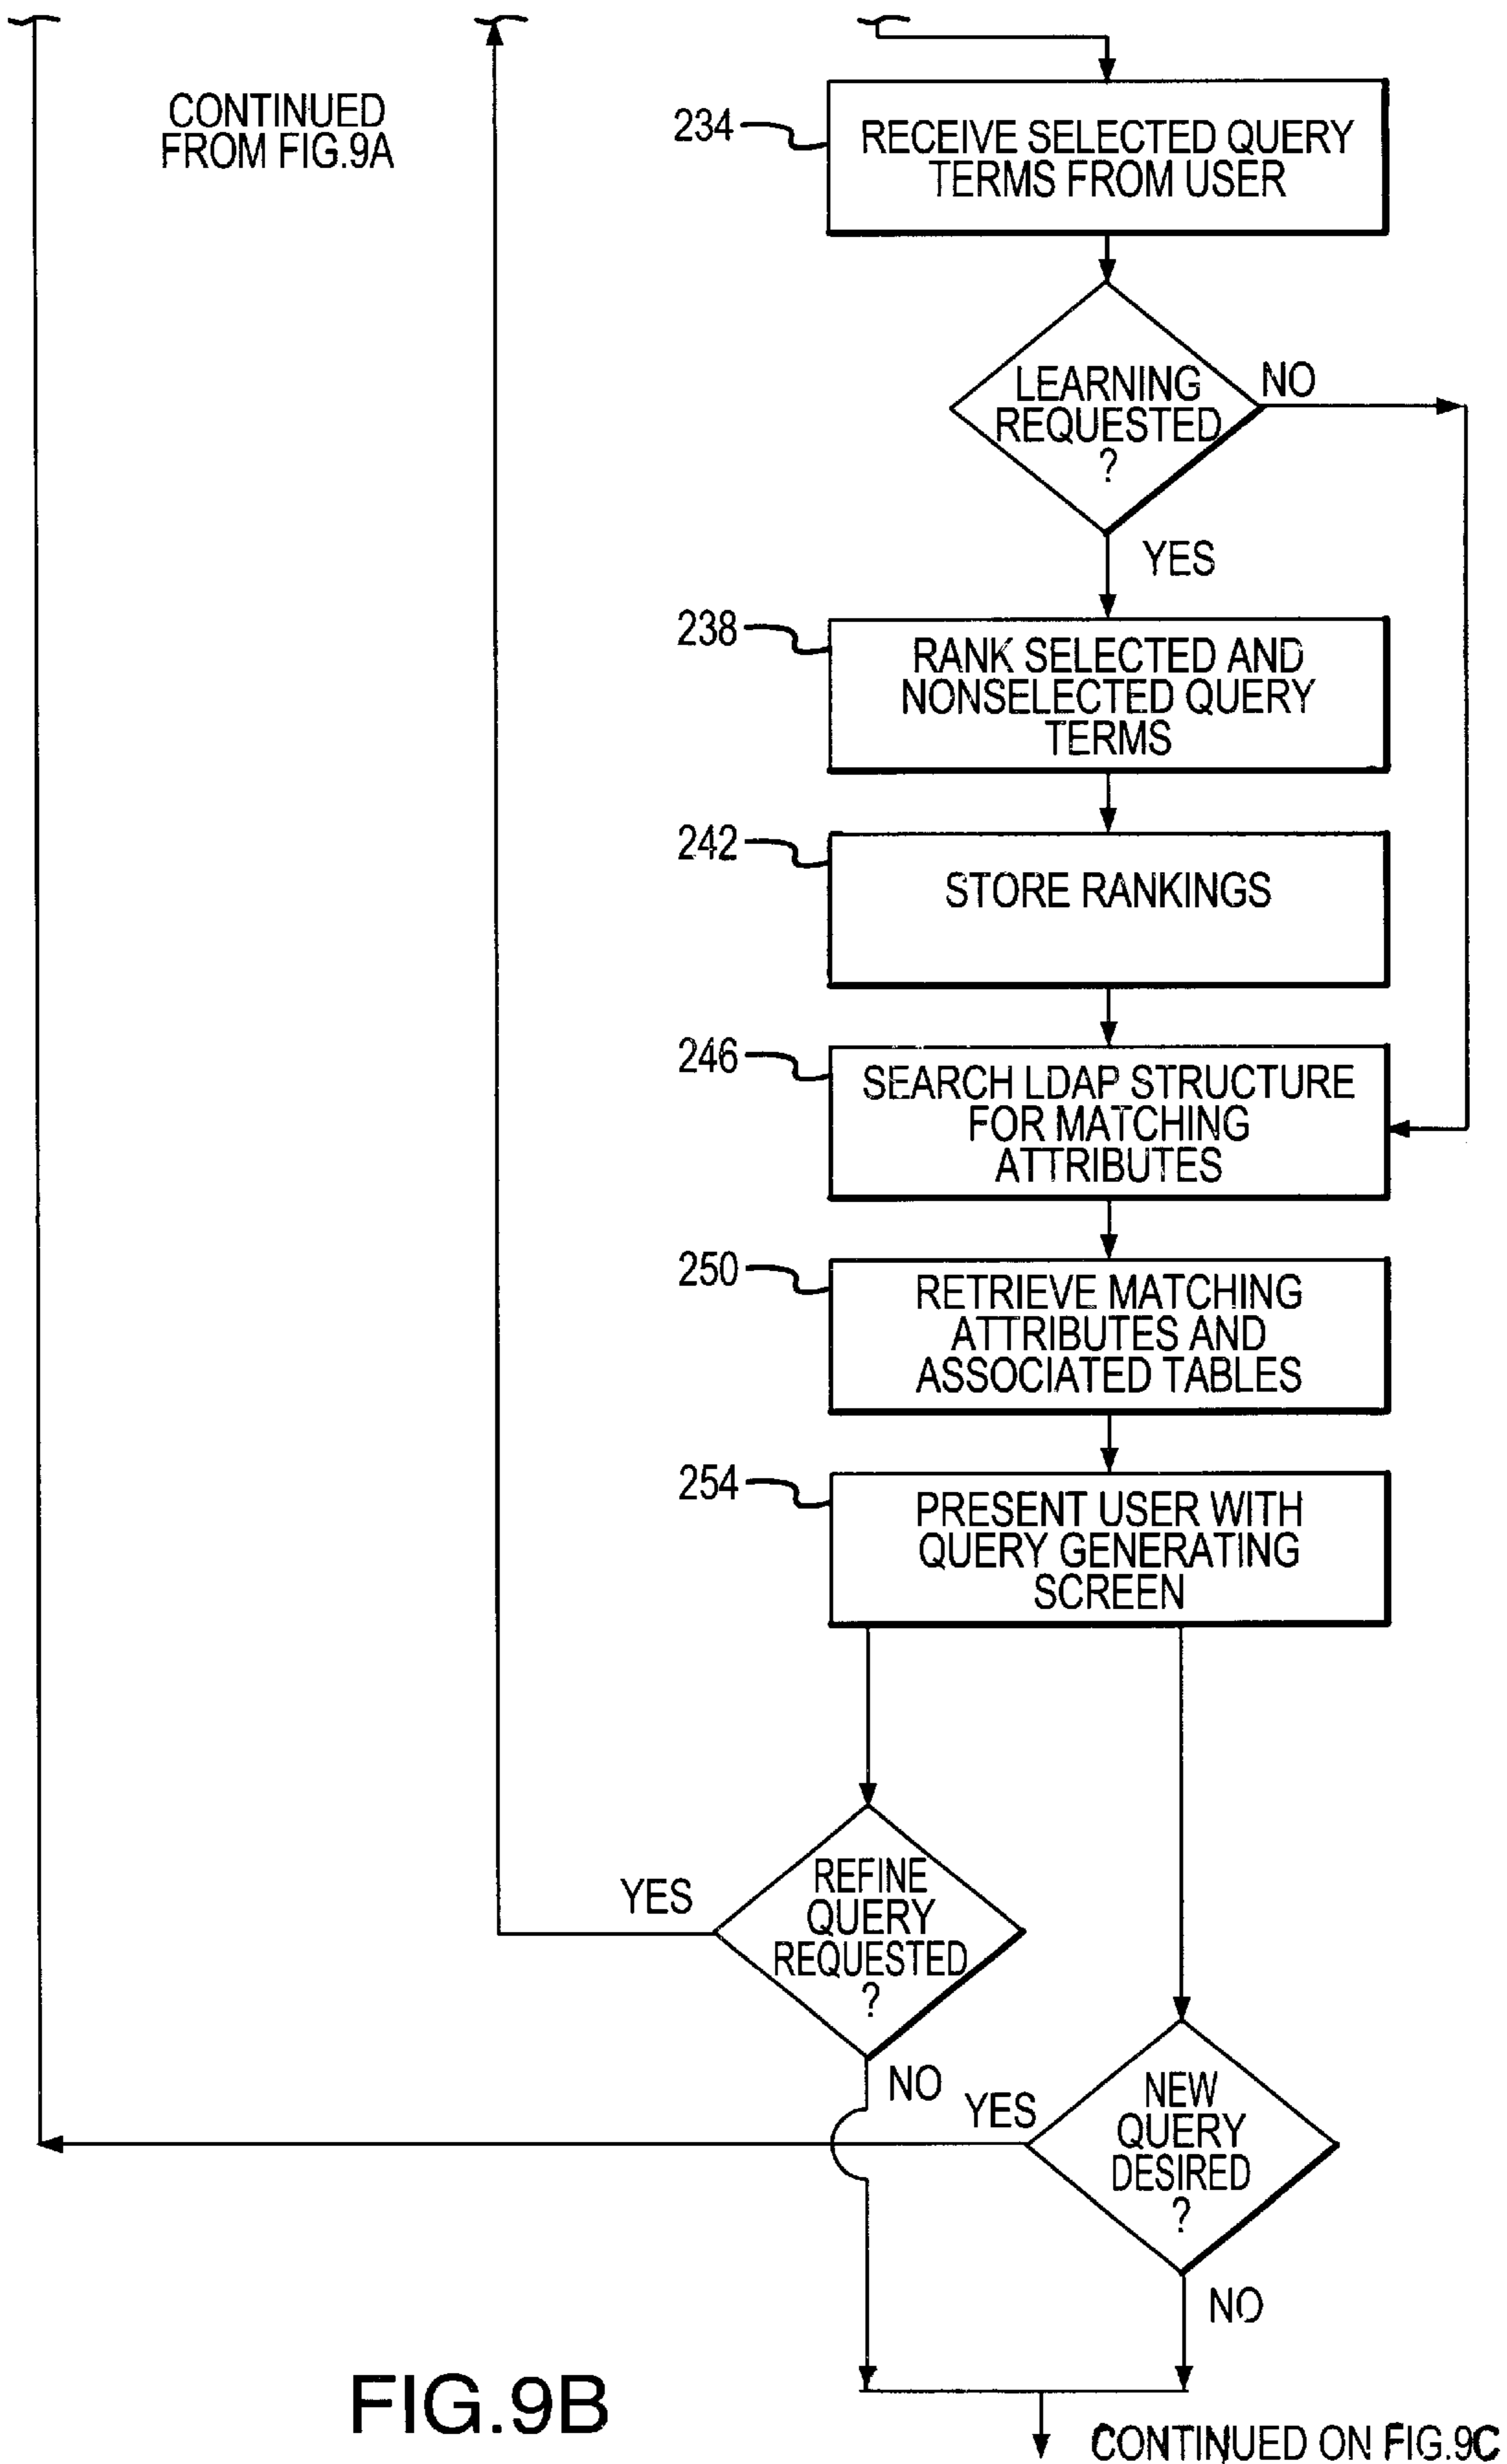 CONTINUED
FROM FIG.9A
234
RECEIVE SELECTED QUERY
TERMS FROM USER
LEARNING
REQUESTED
?
NO
YES
238
RANK SELECTED AND
NONSELECTED QUERY
TERMS
242
STORE RANKINGS
246
SEARCH LDAP STRUCTURE
FOR MATCHING
ATTRIBUTES
250
RETRIEVE MATCHING
ATTRIBUTES AND
ASSOCIATED TABLES
254
PRESENT USER WITH
QUERY GENERATING
SCREEN
YES
REFINE
QUERY
REQUESTED
?
NO
YES
NEW
QUERY
DESIRED
?
NO
FIG.9B
CONTINUED ON FIG.9C